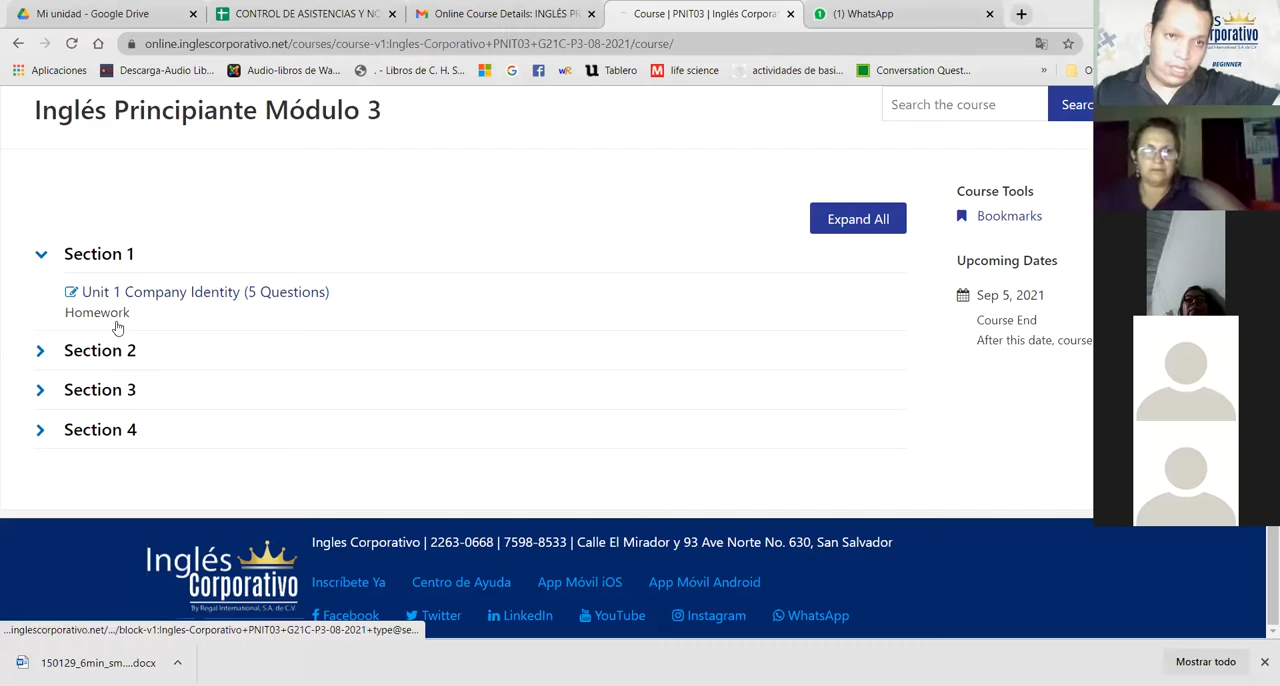 Mi unidad - Google Drive
CONTROL DE ASISTENCIAS Y NO
Online Course Details: INGLÉS PR
Course | PNIT03 | Inglés Corporat
(1) WhatsApp
online.inglescorporativo.net/courses/course-v1:Ingles-Corporativo+PNIT03+G21C-P3-08-2021/course/
Aplicaciones
Descarga Audio Lib...
Audio-libros de Wa...
. - Libros de C. H. S...
Tablero
life science
actividades de basi...
Conversation Quest...
»
Inglés Principiante Módulo 3
Search the course
Searc
Expand All
Section 1
Unit 1 Company Identity (5 Questions)
Homework
Section 2
Section 3
Section 4
Course Tools
Bookmarks
Upcoming Dates
Sep 5, 2021
Course End
After this date, course
Inglés
Corporativo
By Regal International, S.A. de C.V.
Ingles Corporativo | 2263-0668 | 7598-8533 | Calle El Mirador y 93 Ave Norte No. 630, San Salvador
Inscríbete Ya
Centro de Ayuda
App Móvil iOS
App Móvil Android
Facebook
Twitter
LinkedIn
YouTube
Instagram
WhatsApp
...inglescorporativo.net/.../block-v1:Ingles-Corporativo+PNIT03+G21C-P3-08-2021+type@se...
150129_6min_sm....docx
Mostrar todo
BEGINNER